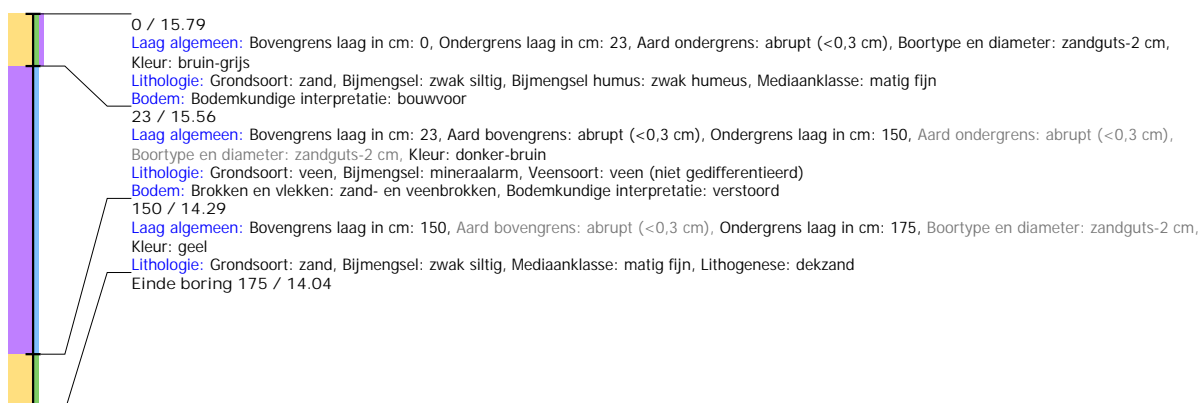 0 / 15.79
Laag algemeen: Bovengrens laag in cm: 0, Ondergrens laag in cm: 23, Aard ondergrens: abrupt (<0,3 cm), Boortype en diameter: zandguts-2 cm,
Kleur: bruin-grijs
Lithologie: Grondsoort: zand, Bijmengsel: zwak siltig, Bijmengsel humus: zwak humeus, Mediaanklasse: matig fijn
Bodem: Bodemkundige interpretatie: bouwvoor
23 / 15.56
Laag algemeen: Bovengrens laag in cm: 23, Aard bovengrens: abrupt (<0,3 cm), Ondergrens laag in cm: 150, Aard ondergrens: abrupt (<0,3 cm),
Boortype en diameter: zandguts-2 cm, Kleur: donker-bruin
Lithologie: Grondsoort: veen, Bijmengsel: mineraalarm, Veensoort: veen (niet gedifferentieerd)
Bodem: Brokken en vlekken: zand- en veenbrokken, Bodemkundige interpretatie: verstoord
150 / 14.29
Laag algemeen: Bovengrens laag in cm: 150, Aard bovengrens: abrupt (<0,3 cm), Ondergrens laag in cm: 175, Boortype en diameter: zandguts-2 cm,
Kleur: geel
Lithologie: Grondsoort: zand, Bijmengsel: zwak siltig, Mediaanklasse: matig fijn, Lithogenese: dekzand
Einde boring 175 / 14.04